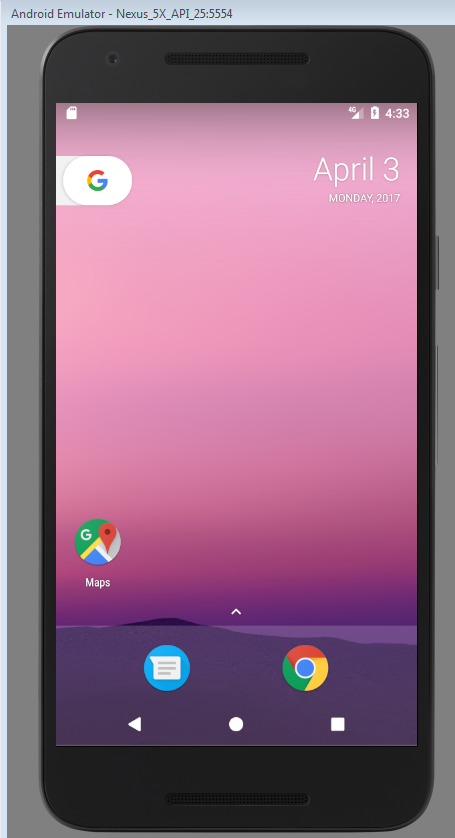 Android Emulator - Nexus_5X_API_25:5554
4G 4:33
G
April 3
MONDAY, 2017
G
Maps